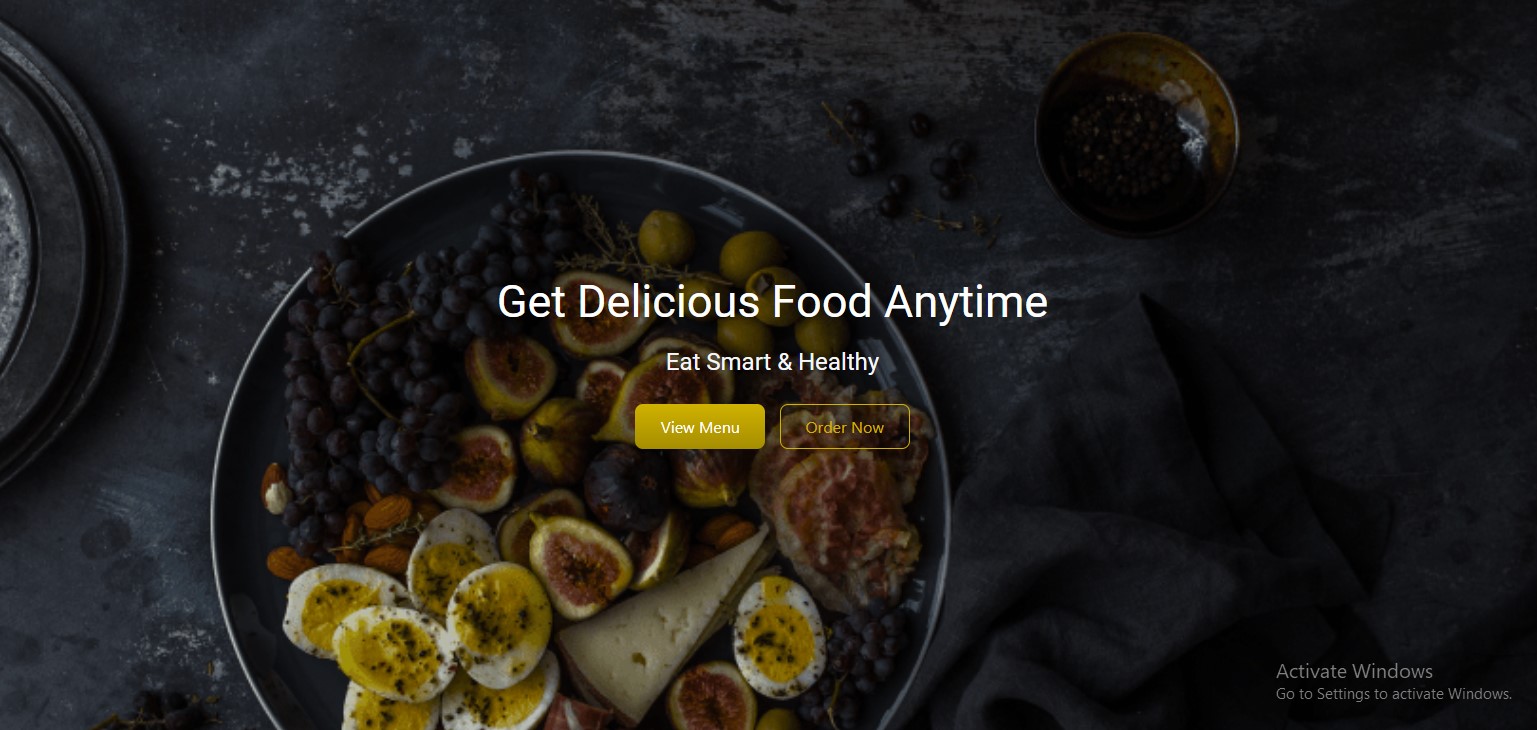 Get Delicious Food Anytime
Eat Smart & Healthy
View Menu Order Now
Activate Windows
Go to Settings to activate Windows.